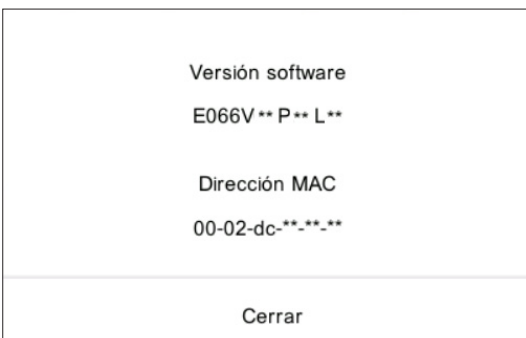 Versión software
E066V ** P ** L **
Dirección MAC
00-02-dc-**-**-**
Cerrar